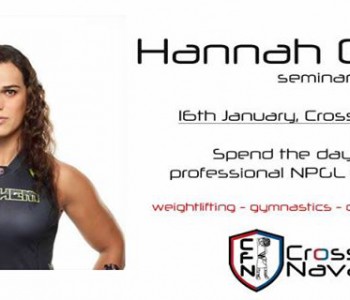 Hannah
seminar
16th January, Cross
Spend the day
professional NPGL
weightlifting - gymnastics -
CFN
Cross
Nava